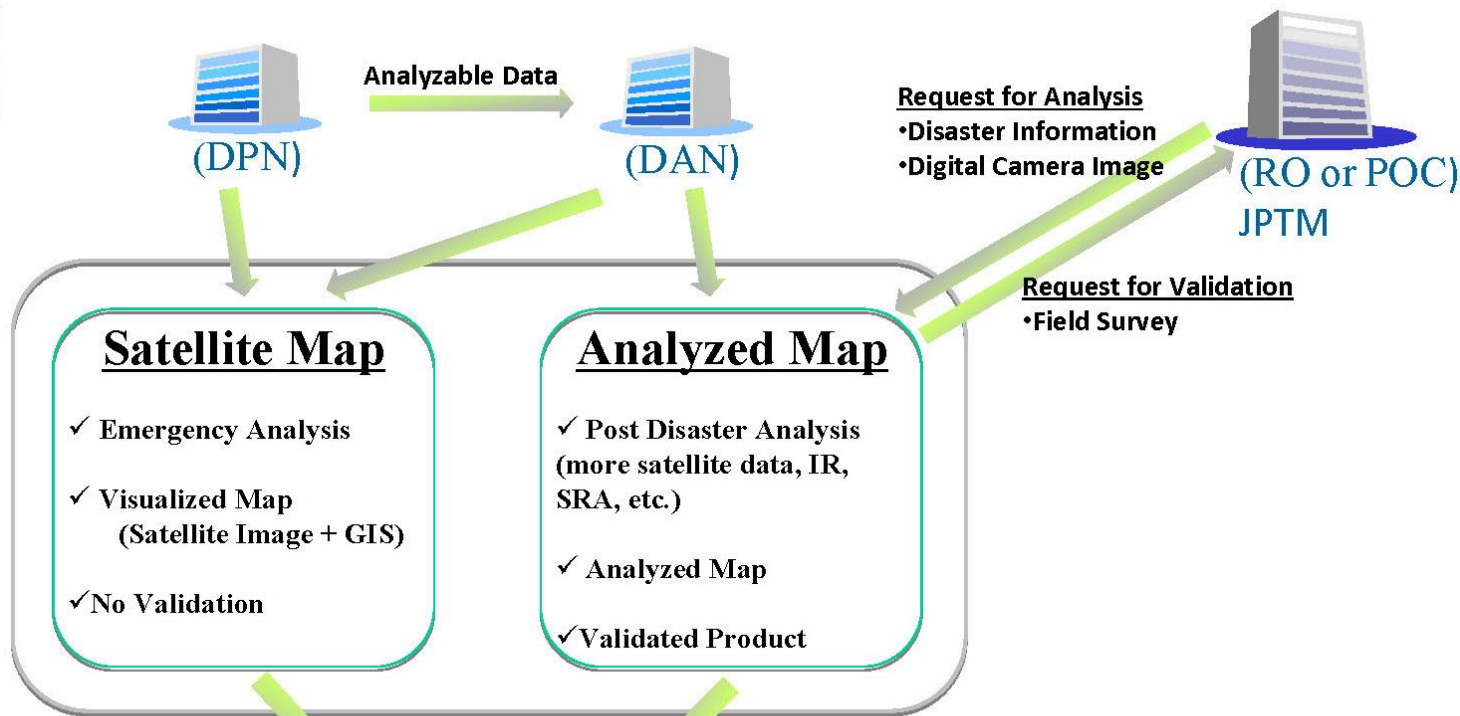 Analyzable Data
(DPN)
(DAN)
Request for Analysis
•Disaster Information
•Digital Camera Image
(RO or POC)
JPTM
Request for Validation
•Field Survey
Satellite Map
✓ Emergency Analysis
✓ Visualized Map
(Satellite Image + GIS)
✓No Validation
Analyzed Map
✓ Post Disaster Analysis
(more satellite data, IR,
SRA, etc.)
✓ Analyzed Map
✓Validated Product